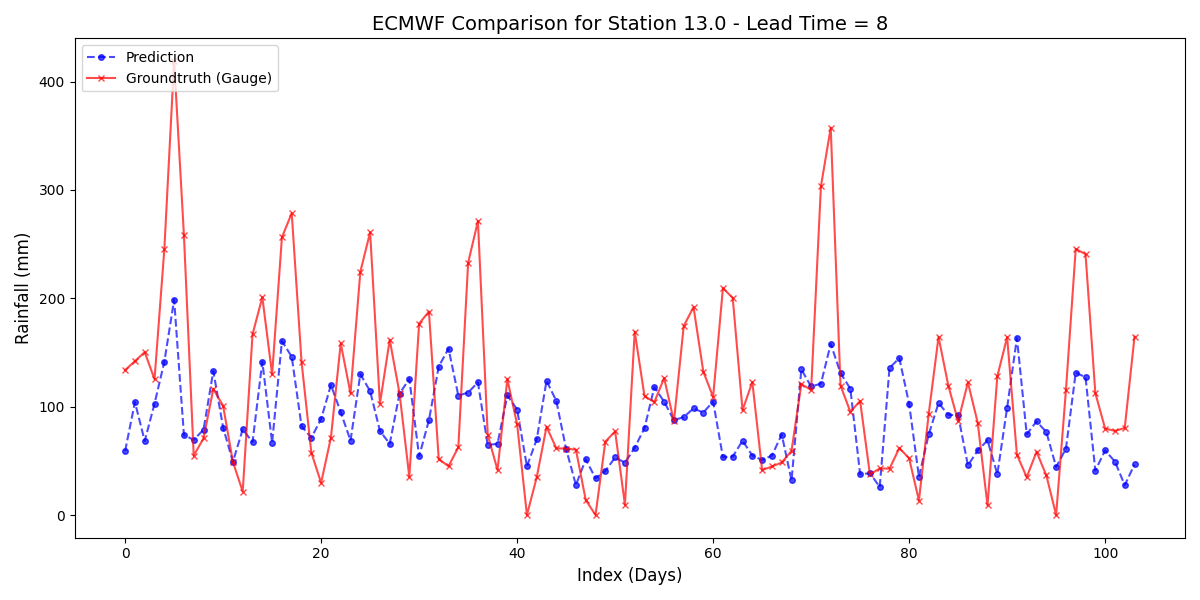 ECMWF Comparison for Station 13.0 - Lead Time = 8
Prediction
Groundtruth (Gauge)
Rainfall (mm)
400
300
200
100
0
0 20 40 60 80 100
Index (Days)